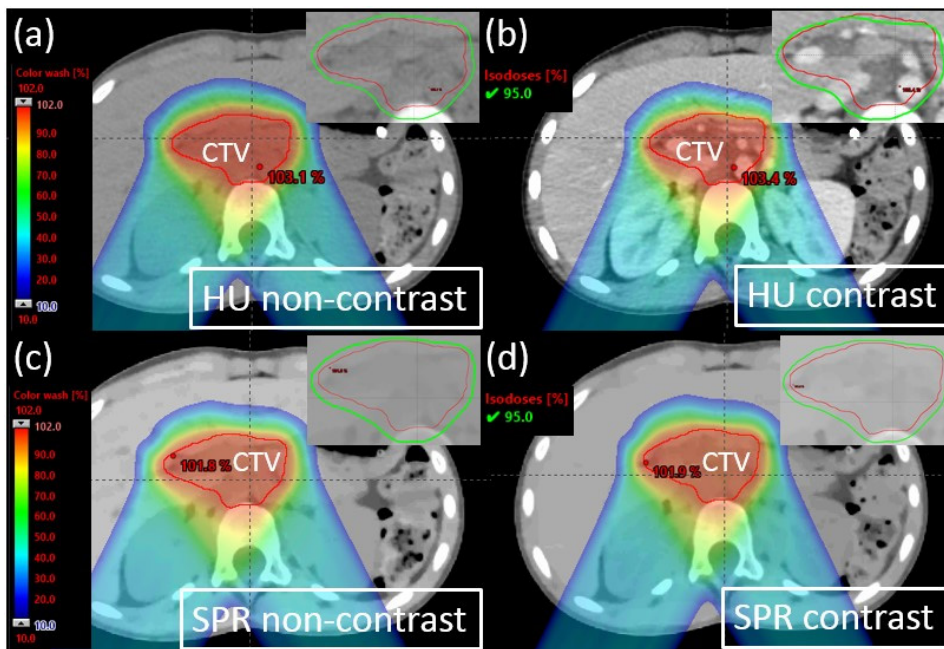 (a)
Color wash [%]
102.0
102.0
90.0
80.0
70.0
60.0
50.0
40.0
30.0
20.0
10.0
10.0
CTV
103.1 %
HU non-contrast
(b)
Isodoses [%]
✔ 95.0
CTV
103.4 %
HU contrast
(c)
Color wash [%]
102.0
102.0
90.0
80.0
70.0
60.0
50.0
40.0
30.0
20.0
10.0
10.0
CTV
101.8 %
SPR non-contrast
(d)
Isodoses [%]
✔ 95.0
CTV
101.9 %
SPR contrast